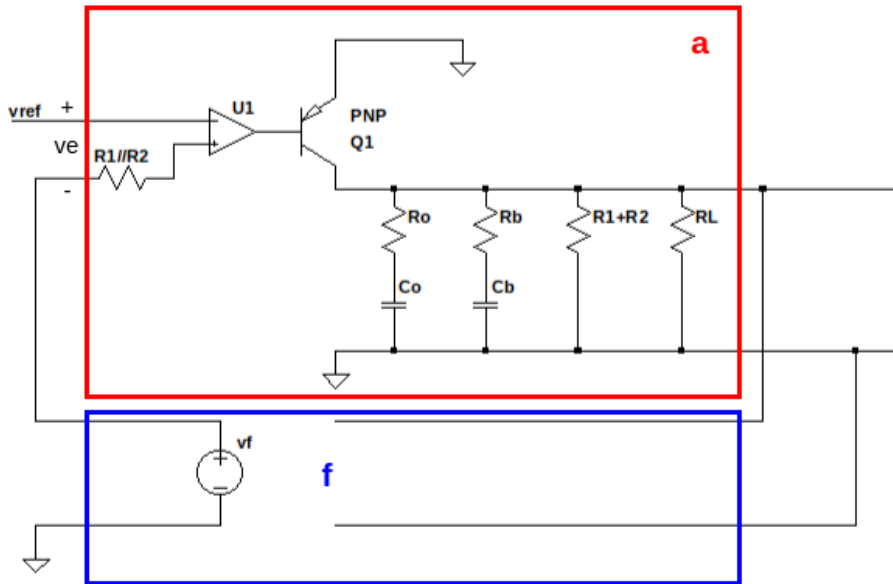 a
vref
+
U1
PNP
Q1
ve
R1//R2
-
Ro
Rb
R1+R2
RL
Co
Cb
vf
f